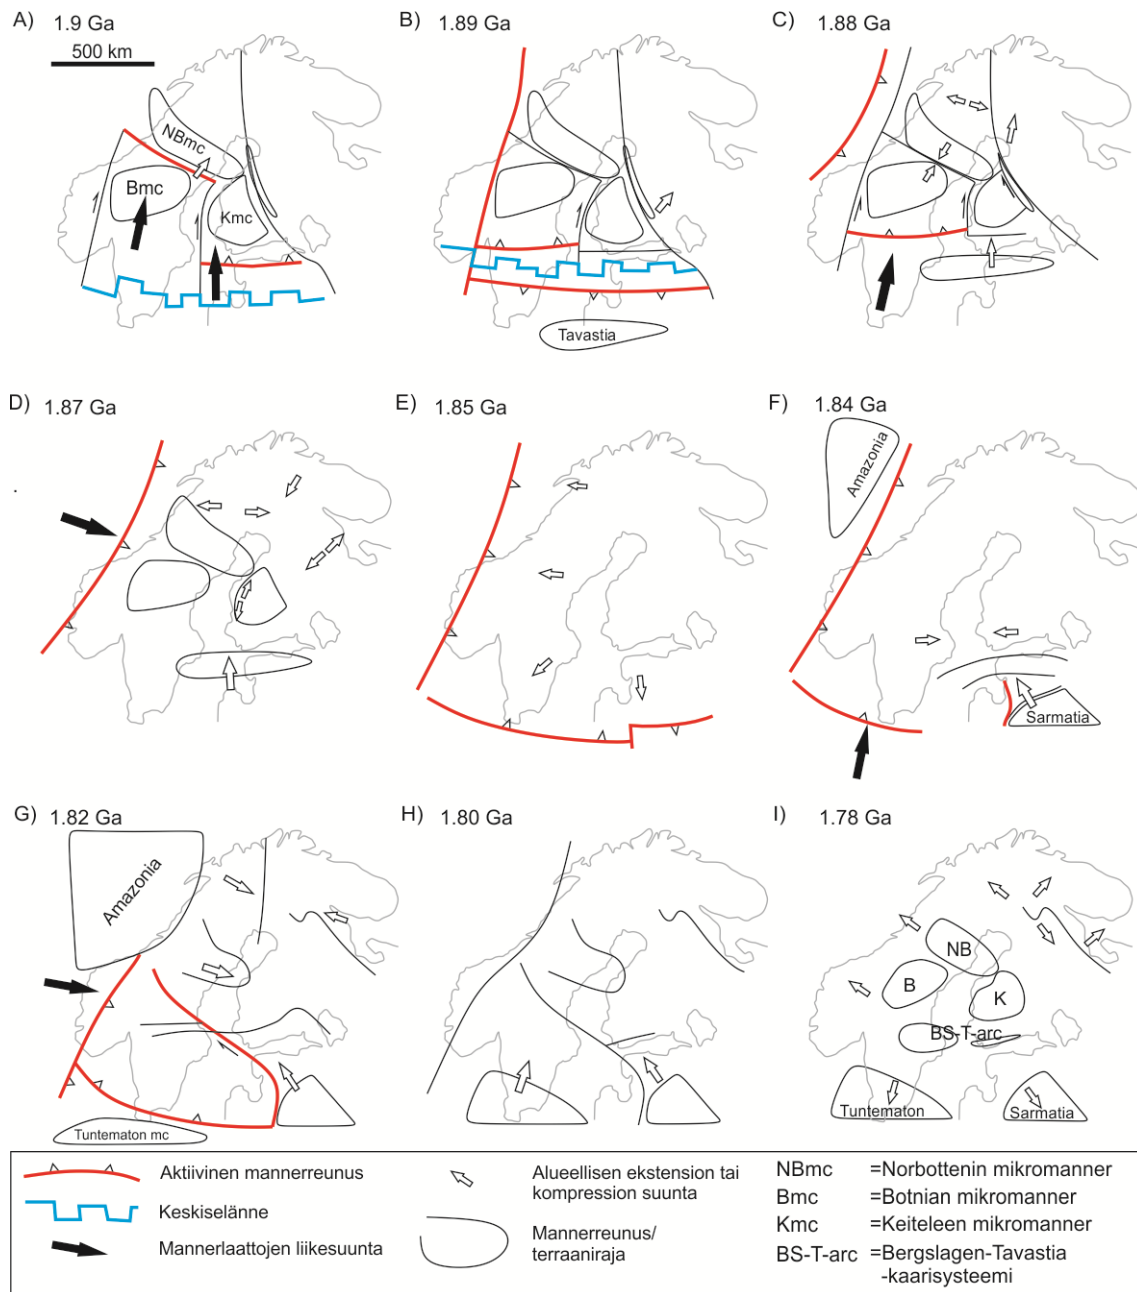 A) 1.9 Ga
500 km
NBmc
Bmc
Kmc
B) 1.89 Ga
Tavastia
C) 1.88 Ga
D) 1.87 Ga
E) 1.85 Ga
F) 1.84 Ga
Amazonia
Sarmatia
G) 1.82 Ga
Amazonia
Tuntematon mc
H) 1.80 Ga
I) 1.78 Ga
NB
B
K
BS-T-arc
Tuntematon
Sarmatia
Aktiivinen mannerreunus
Keskiselänne
Mannerlaattojen liikesuunta
Alueellisen ekstension tai
kompression suunta
Mannerreunus/
terraaniraja
NBmc =Norbottenin mikromanner
Bmc =Botnian mikromanner
Kmc =Keiteleen mikromanner
BS-T-arc =Bergslagen-Tavastia
-kaarisysteemi